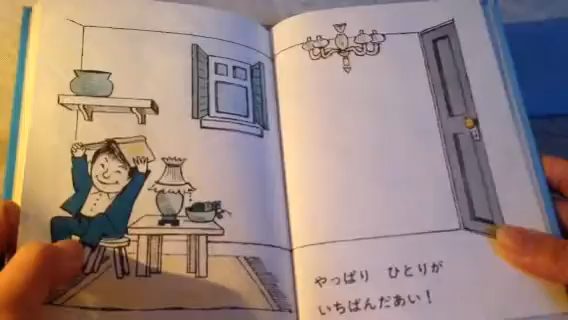 やっぱり　ひとりが
いちばんだあい！